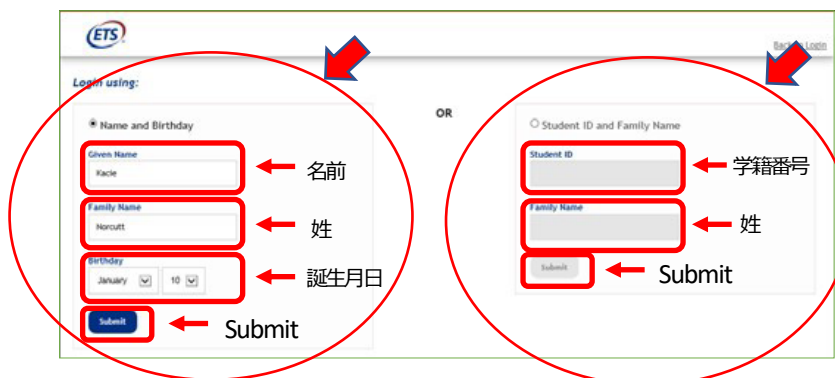 ETS
Back to Login
Login using:
Name and Birthday
Given Name
Kacie
名前
Family Name
Norcutt
姓
Birthday
January 10
誕生月日
Submit
Submit
OR
Student ID and Family Name
Student ID
学籍番号
Family Name
姓
Submit
Submit